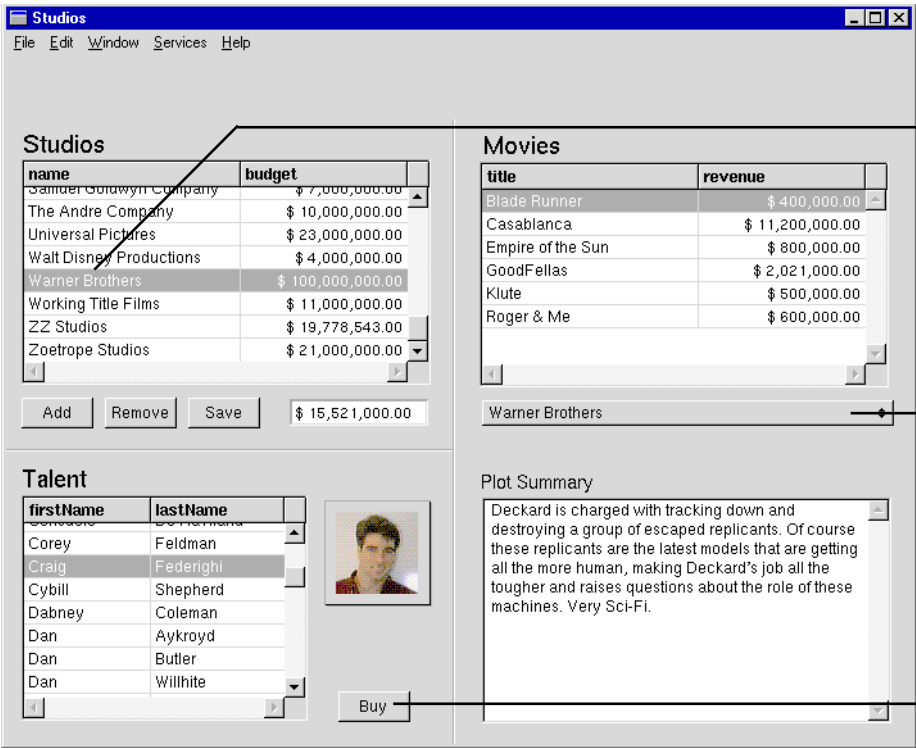 Studios
File Edit Window Services Help
Studios
name budget
Samuel Goldwyn Company $ 7,000,000.00
The Andre Company $ 10,000,000.00
Universal Pictures $ 23,000,000.00
Walt Disney Productions $ 4,000,000.00
Warner Brothers $ 100,000,000.00
Working Title Films $ 11,000,000.00
ZZ Studios $ 19,778,543.00
Zoetrope Studios $ 21,000,000.00
Add Remove Save $ 15,521,000.00
Movies
title revenue
Blade Runner $ 400,000.00
Casablanca $ 11,200,000.00
Empire of the Sun $ 800,000.00
GoodFellas $ 2,021,000.00
Klute $ 500,000.00
Roger & Me $ 600,000.00
Warner Brothers
Talent
firstName lastName
Corey Feldman
Craig Federighi
Cybill Shepherd
Dabney Coleman
Dan Aykroyd
Dan Butler
Dan Willhite
Buy
Plot Summary
Deckard is charged with tracking down and
destroying a group of escaped replicants. Of course
these replicants are the latest models that are getting
all the more human, making Deckard's job all the
tougher and raises questions about the role of these
machines. Very Sci-Fi.